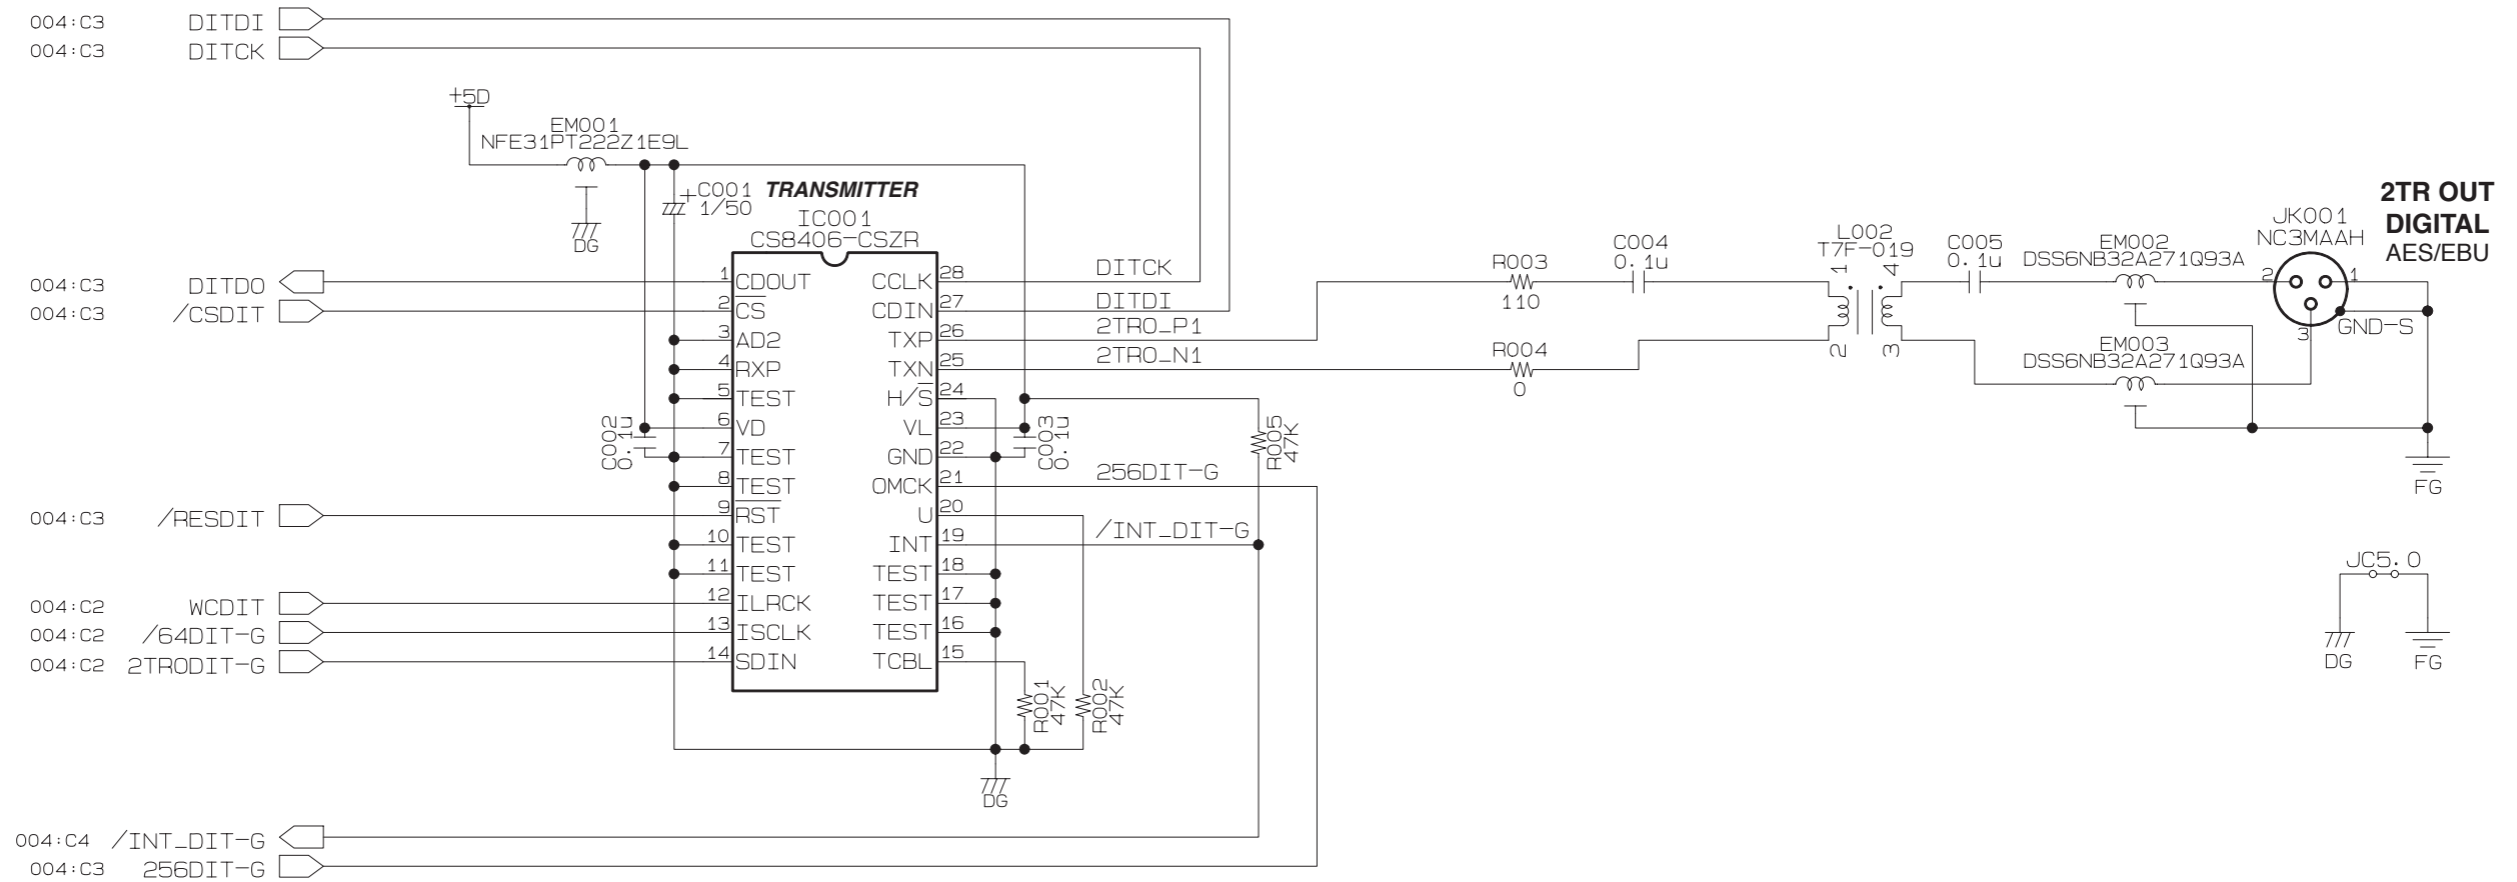 004:C3 DITDI
004:C3 DITCK
+5D
EM001
NFE31PT222Z1E9L
DG
C001
1/50
TRANSMITTER
IC001
CS8406-CSZR
004:C3 DITDO
004:C3 /CSDIT
004:C3 /RESDIT
004:C2 WCDIT
004:C2 /64DIT-G
004:C2 2TRODIT-G
004:C4 /INT_DIT-G
004:C3 256DIT-G
1 CDOUT
2 CS
3 AD2
4 RXP
5 TEST
6 VD
7 TEST
8 TEST
9 RST
10 TEST
11 TEST
12 ILRCK
13 ISCLK
14 SDIN
CCLK 28
CDIN 27
TXP 26
TXN 25
H/S 24
VL 23
GND 22
OMCK 21
U 20
INT 19
TEST 18
TEST 17
TEST 16
TCBL 15
C002
0.1u
C003
0.1u
DITCK
DITDI
2TRO_P1
2TRO_N1
R005
47K
256DIT-G
/INT_DIT-G
R001
47K
R002
47K
DG
R003
110
R004
0
C004
0.1u
L002
T7F-019
1 4
2 3
C005
0.1u
EM002
DSS6NB32A271Q93A
EM003
DSS6NB32A271Q93A
JK001
NC3MAAH
2 1
3
GND-S
2TR OUT
DIGITAL
AES/EBU
FG
JC5.0
DG
FG